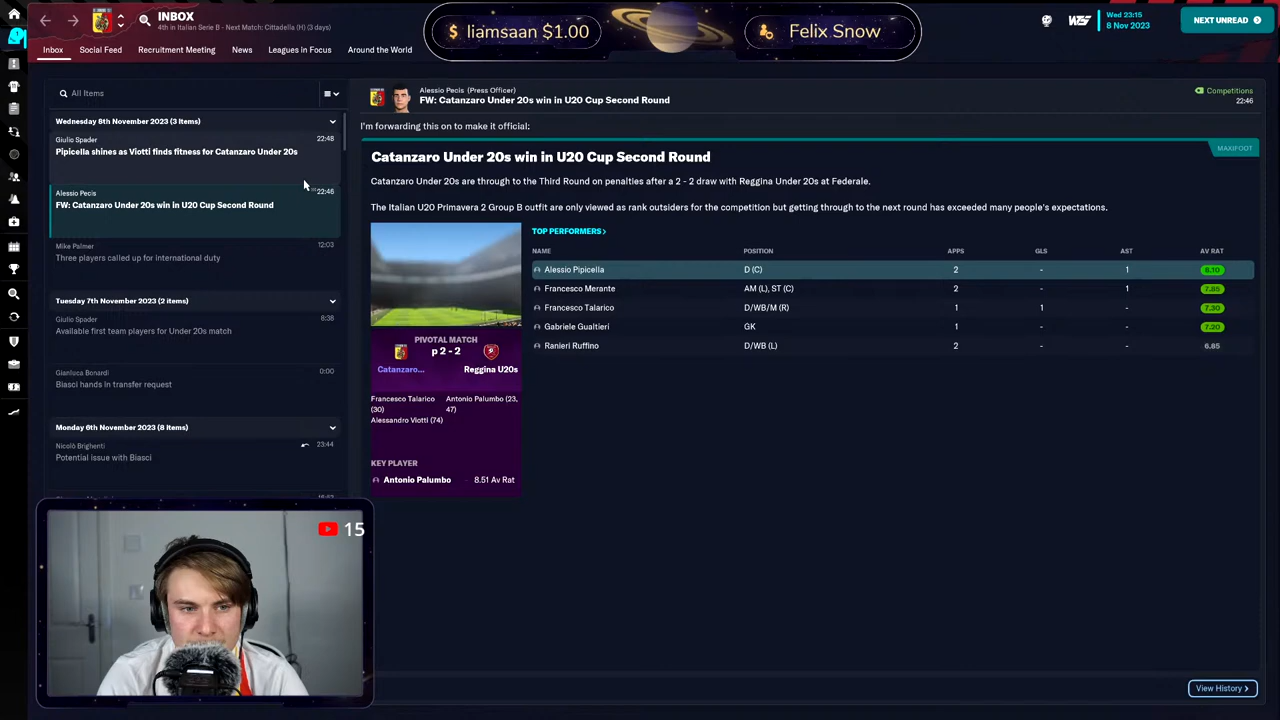 INBOX
4th in Italian Serie B - Next Match: Cittadella (H) (3 days)
$ liamsaan $1.00
Felix Snow
Wed 23:15
8 Nov 2023
NEXT UNREAD
Inbox
Social Feed
Recruitment Meeting
News
Leagues in Focus
Around the World
All Items
Wednesday 8th November 2023 (3 Items)
Giulio Spader
22:48
Pipicella shines as Viotti finds fitness for Catanzaro Under 20s
Alessio Pecis
22:46
FW: Catanzaro Under 20s win in U20 Cup Second Round
Mike Palmer
12:03
Three players called up for international duty
Tuesday 7th November 2023 (2 items)
Giulio Spader
Available first team players for Under 20s match
Gianluca Bonardi
0:00
Biasci hands in transfer request
Monday 6th November 2023 (8 Items)
Nicolò Brighenti
23:44
Potential issue with Biasci
15
Alessio Pecis (Press Officer)
FW: Catanzaro Under 20s win in U20 Cup Second Round
Competitions
22:46
I'm forwarding this on to make it official:
Catanzaro Under 20s win in U20 Cup Second Round
MAXIFOOT
Catanzaro Under 20s are through to the Third Round on penalties after a 2 - 2 draw with Reggina Under 20s at Federale.
The Italian U20 Primavera 2 Group B outfit are only viewed as rank outsiders for the competition but getting through to the next round has exceeded many people's expectations.
TOP PERFORMERS
NAME POSITION APPS GLS AST AV RAT
Alessio Pipicella D (C) 2 - 1 8.10
Francesco Merante AM (L), ST (C) 2 - 1 7.85
Francesco Talarico D/WB/M (R) 1 1 - 7.30
Gabriele Gualtieri GK 1 - - 7.20
Ranieri Ruffino D/WB (L) 2 - - 6.85
PIVOTAL MATCH
p 2 - 2
Catanzaro...
Reggina U20s
Francesco Talarico
(30)
Alessandro Viotti (74)
Antonio Palumbo (23,
47)
KEY PLAYER
Antonio Palumbo - 8.51 Av Rat
View History